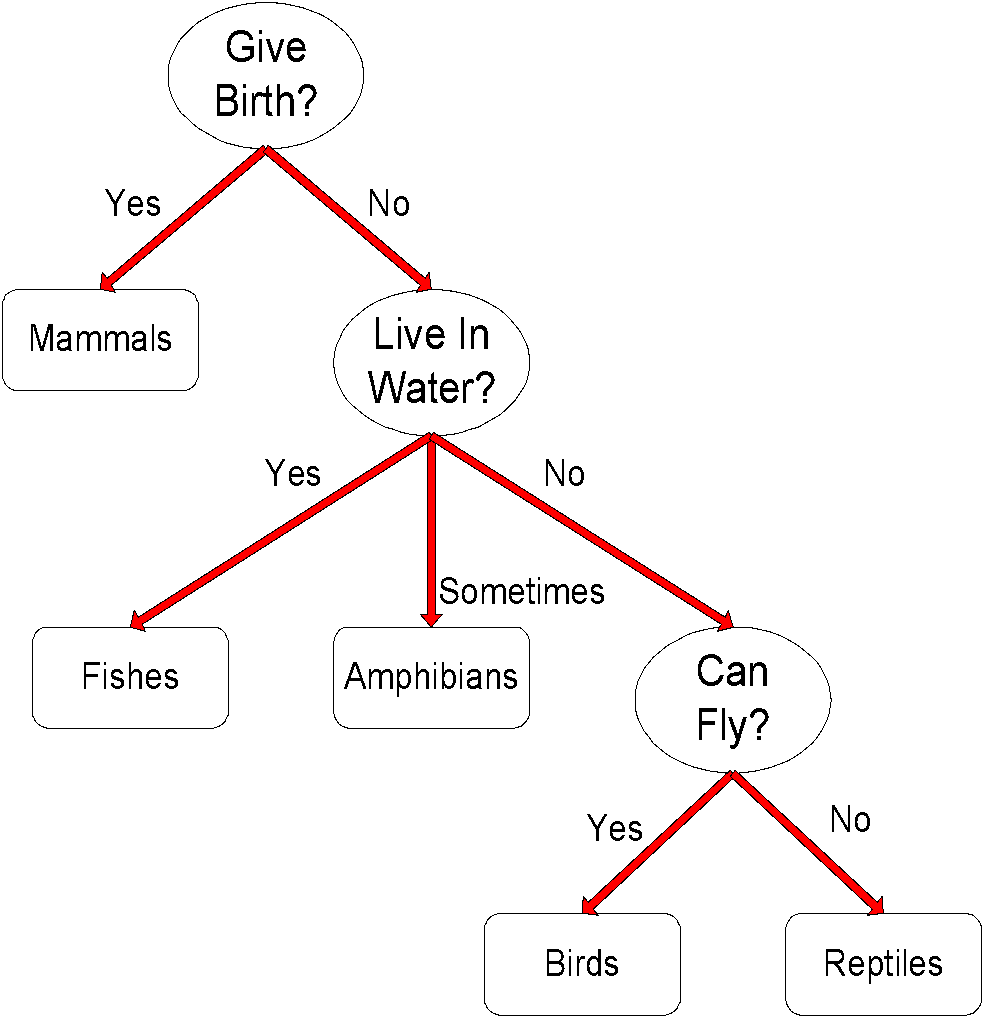 Give
Birth?
Yes
No
Mammals
Live In
Water?
Yes
No
Sometimes
Fishes
Amphibians
Can
Fly?
Yes
No
Birds
Reptiles